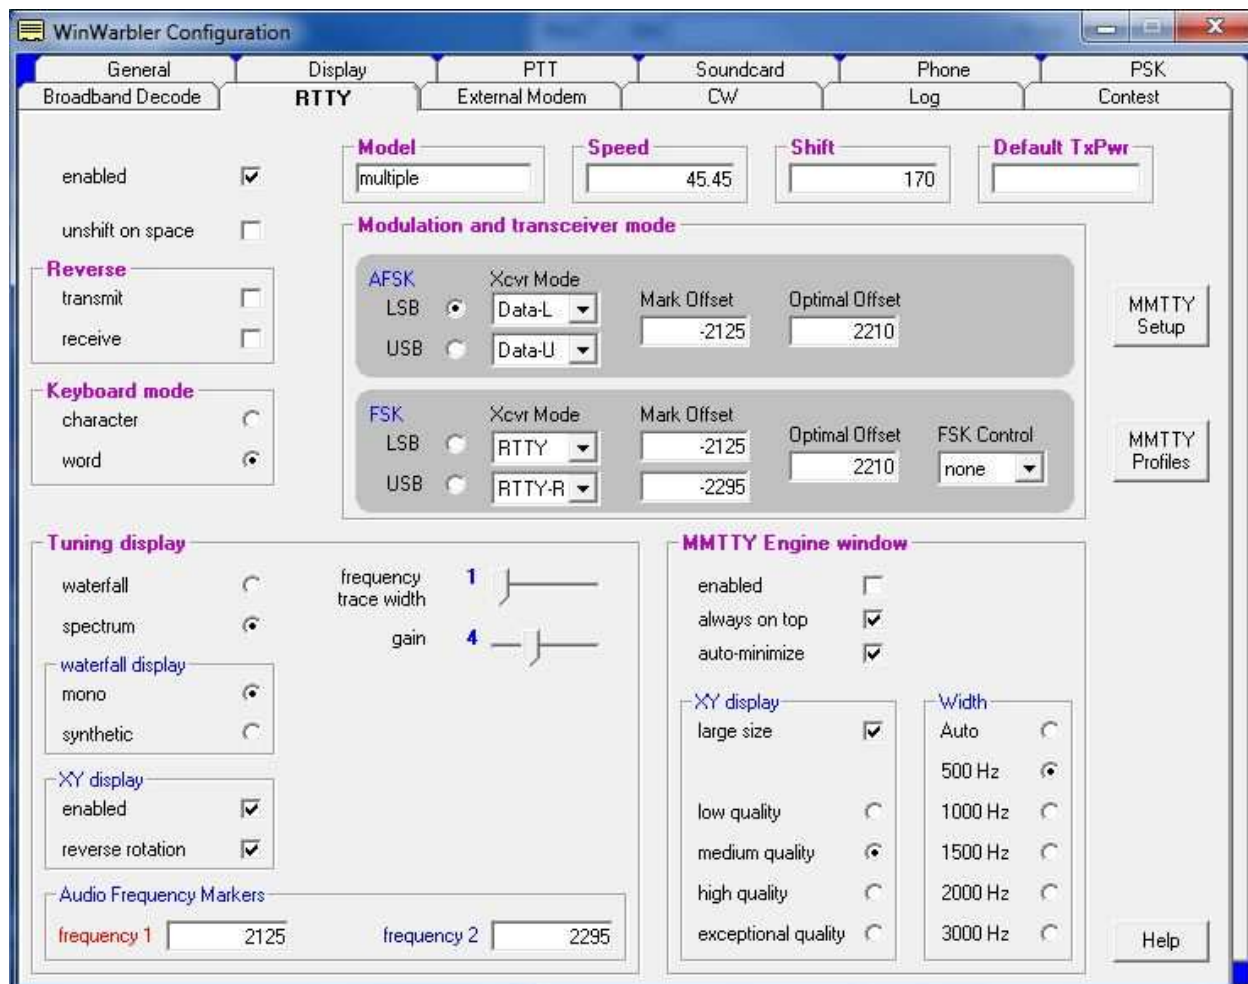 WinWarbler Configuration
General Display PTT Soundcard Phone PSK
Broadband Decode RTTY External Modem CW Log Contest
enabled
unshift on space
Reverse
transmit
receive
Keyboard mode
character
word
Model
multiple
Speed
45.45
Shift
170
Default TxPwr
Modulation and transceiver mode
AFSK Xcvr Mode Mark Offset Optimal Offset
LSB Data-L -2125 2210
USB Data-U
FSK Xcvr Mode Mark Offset Optimal Offset FSK Control
LSB RTTY -2125 2210 none
USB RTTY-R -2295
MMTTY
Setup
MMTTY
Profiles
Tuning display
waterfall
spectrum
frequency
trace width
1
gain 4
waterfall display
mono
synthetic
XY display
enabled
reverse rotation
Audio Frequency Markers
frequency 1 2125 frequency 2 2295
MMTTY Engine window
enabled
always on top
auto-minimize
XY display
large size
low quality
medium quality
high quality
exceptional quality
Width
Auto
500 Hz
1000 Hz
1500 Hz
2000 Hz
3000 Hz
Help